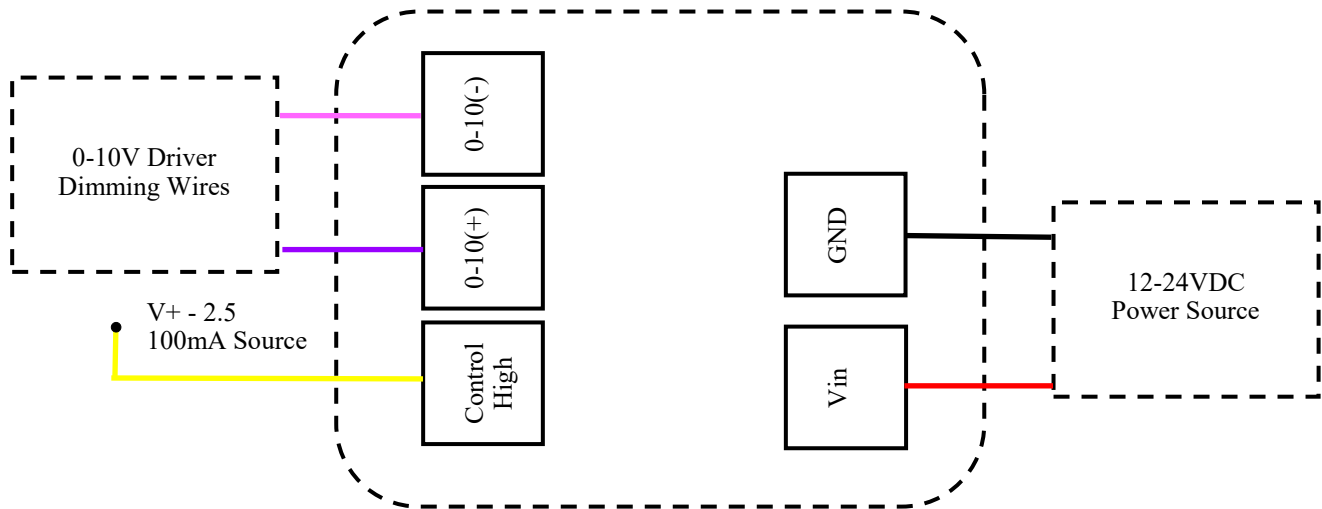 0-10V Driver
Dimming Wires
V+ - 2.5
100mA Source
0-10(-)
0-10(+)
Control
High
GND
Vin
12-24VDC
Power Source